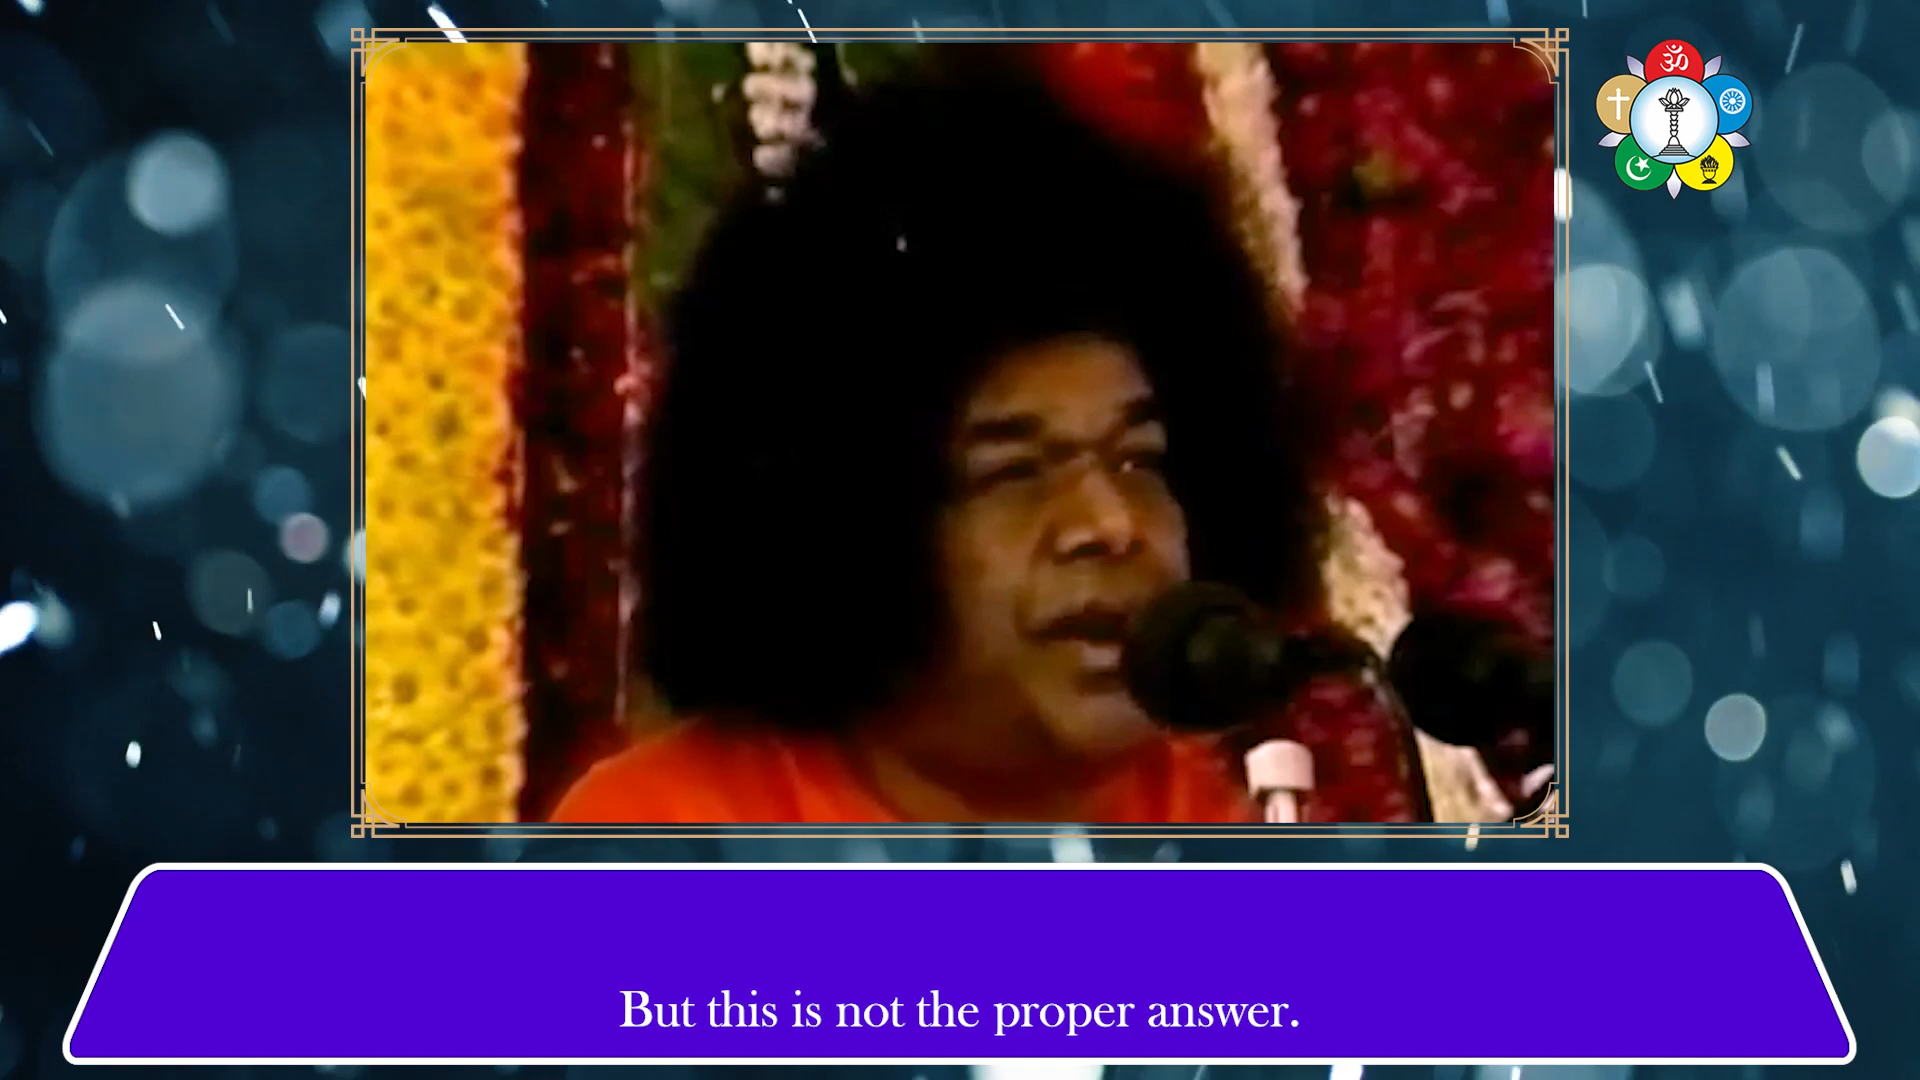 ॐ
But this is not the proper answer.